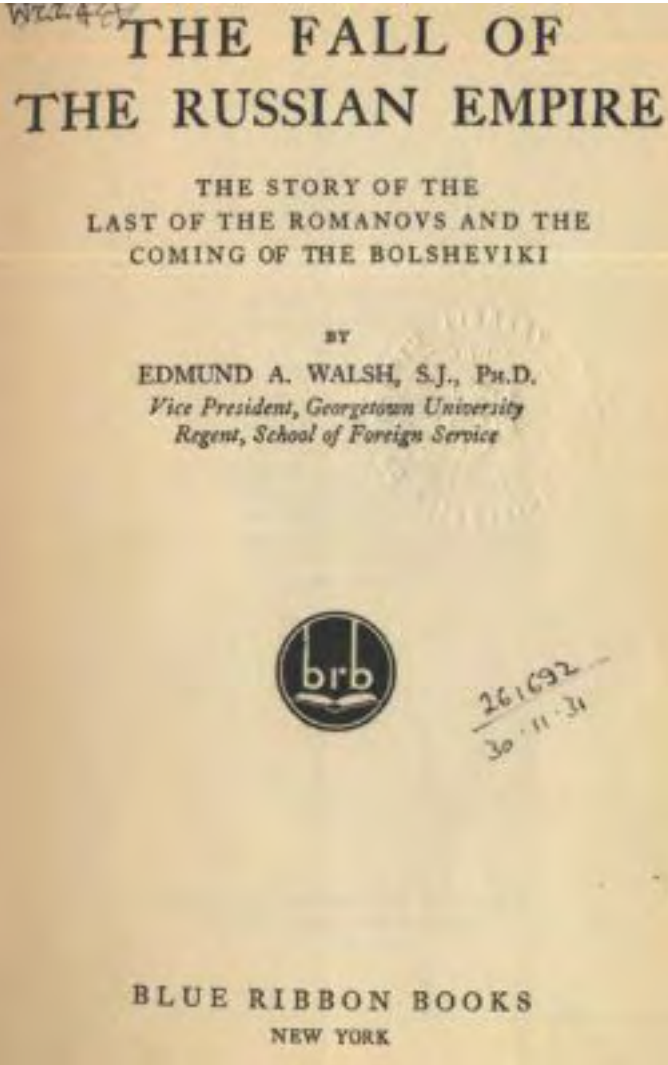 THE FALL OF
THE RUSSIAN EMPIRE
THE STORY OF THE
LAST OF THE ROMANOVS AND THE
COMING OF THE BOLSHEVIKI
BY
EDMUND A. WALSH, S.J., PH.D.
Vice President, Georgetown University
Regent, School of Foreign Service
brb
261692
30·11·31
BLUE RIBBON BOOKS
NEW YORK